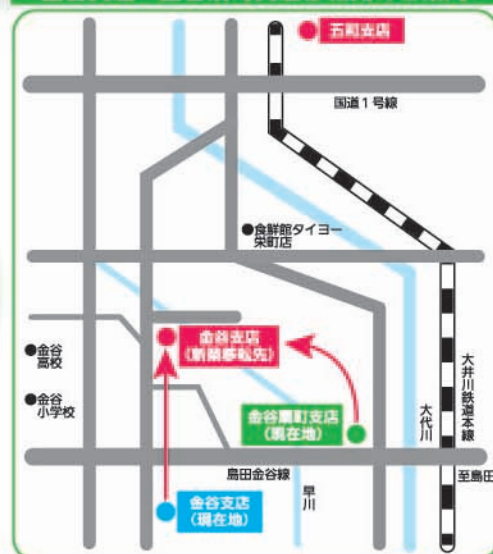 五和支店
国道1号線
●食鮮館タイヨー
栄町店
金谷支店
(新築移転先)
●金谷
高校
●金谷
小学校
金谷扇町支店
(現在地)
大代川
大井川鉄道本線
島田金谷線
至島田
早川
金谷支店
(現在地)